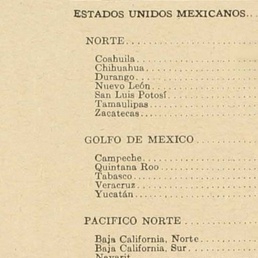 ESTADOS UNIDOS MEXICANOS...
NORTE....................
Coahuila....................
Chihuahua....................
Durango....................
Nuevo León....................
San Luis Potosí....................
Tamaulipas....................
Zacatecas....................
GOLFO DE MEXICO..........
Campeche....................
Quintana Roo....................
Tabasco....................
Veracruz....................
Yucatán....................
PACIFICO NORTE............
Baja California, Norte..........
Baja California, Sur............
Nayarit